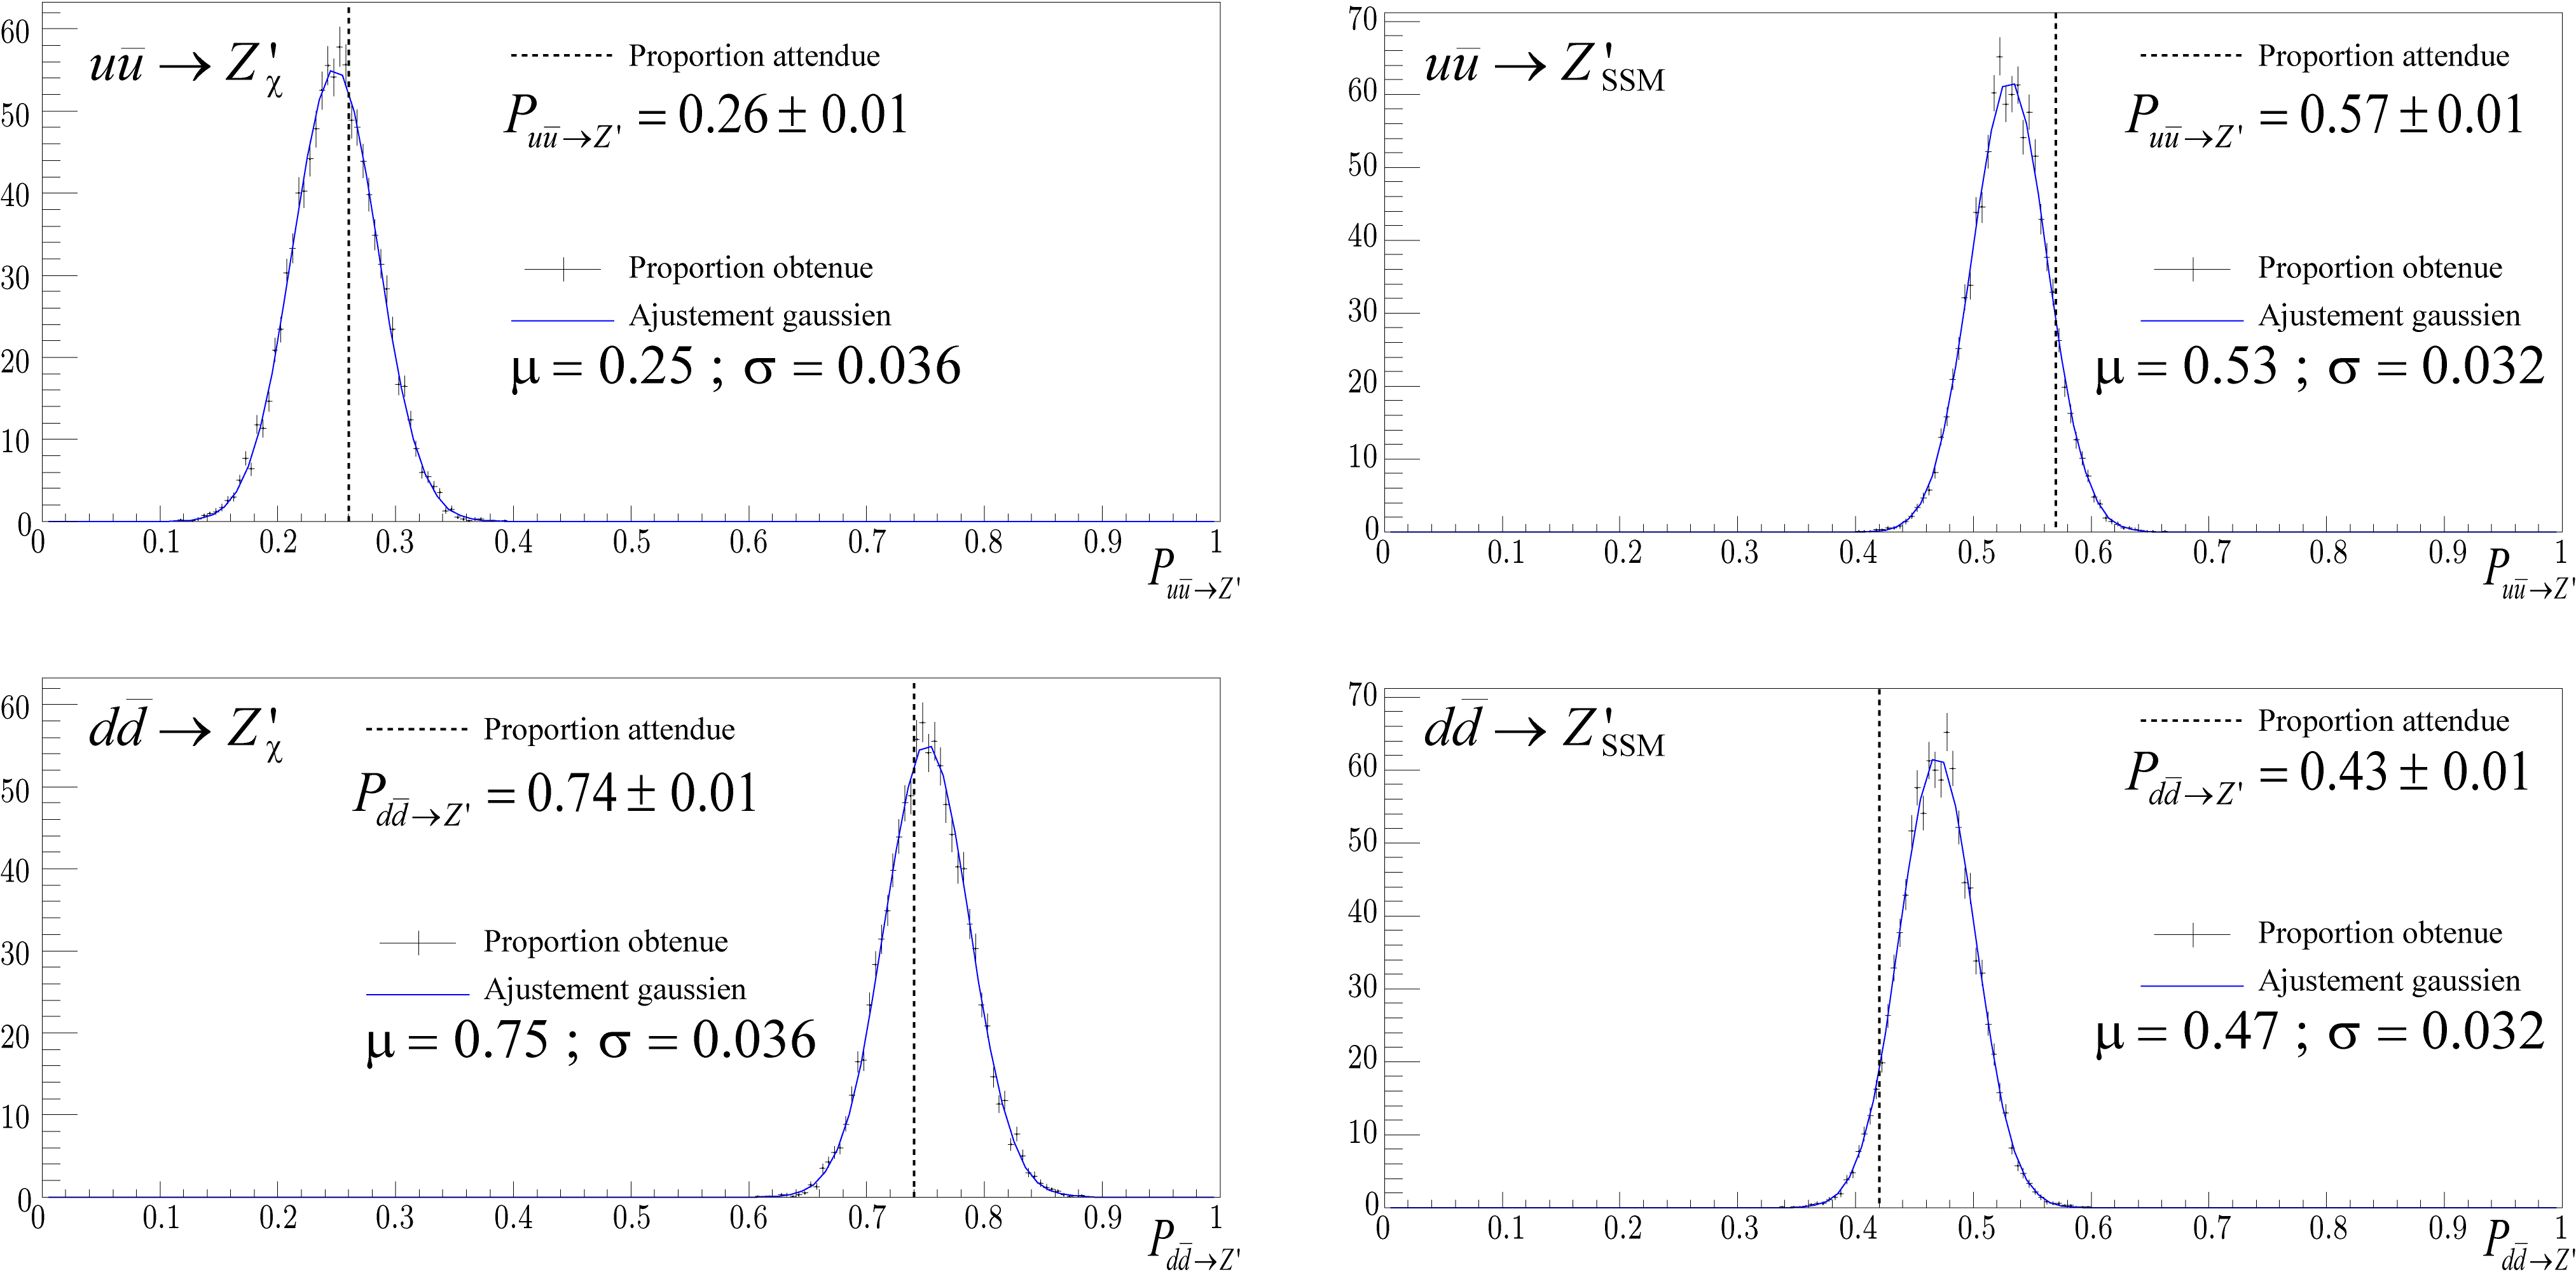 uū → Z'χ
Proportion attendue
P uū→Z' = 0.26 ± 0.01
Proportion obtenue
Ajustement gaussien
μ = 0.25 ; σ = 0.036
60
50
40
30
20
10
0
0 0.1 0.2 0.3 0.4 0.5 0.6 0.7 0.8 0.9 1
P uū→Z'
uū → Z'SSM
Proportion attendue
P uū→Z' = 0.57 ± 0.01
Proportion obtenue
Ajustement gaussien
μ = 0.53 ; σ = 0.032
70
60
50
40
30
20
10
0
0 0.1 0.2 0.3 0.4 0.5 0.6 0.7 0.8 0.9 1
P uū→Z'
dd̄ → Z'χ
Proportion attendue
P dd̄→Z' = 0.74 ± 0.01
Proportion obtenue
Ajustement gaussien
μ = 0.75 ; σ = 0.036
60
50
40
30
20
10
0
0 0.1 0.2 0.3 0.4 0.5 0.6 0.7 0.8 0.9 1
P dd̄→Z'
dd̄ → Z'SSM
Proportion attendue
P dd̄→Z' = 0.43 ± 0.01
Proportion obtenue
Ajustement gaussien
μ = 0.47 ; σ = 0.032
70
60
50
40
30
20
10
0
0 0.1 0.2 0.3 0.4 0.5 0.6 0.7 0.8 0.9 1
P dd̄→Z'